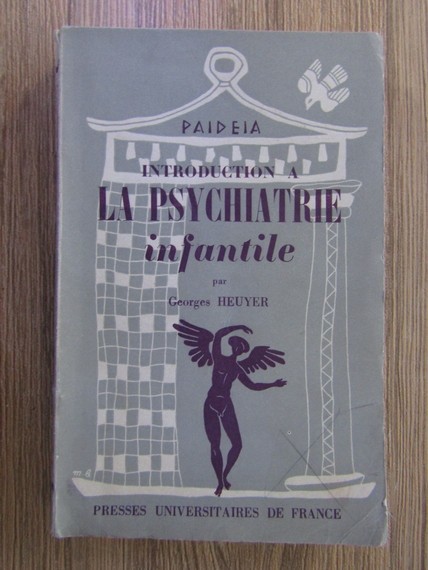 PAIDEIA
INTRODUCTION A
LA PSYCHIATRIE
infantile
par
Georges HEUYER
PRESSES UNIVERSITAIRES DE FRANCE